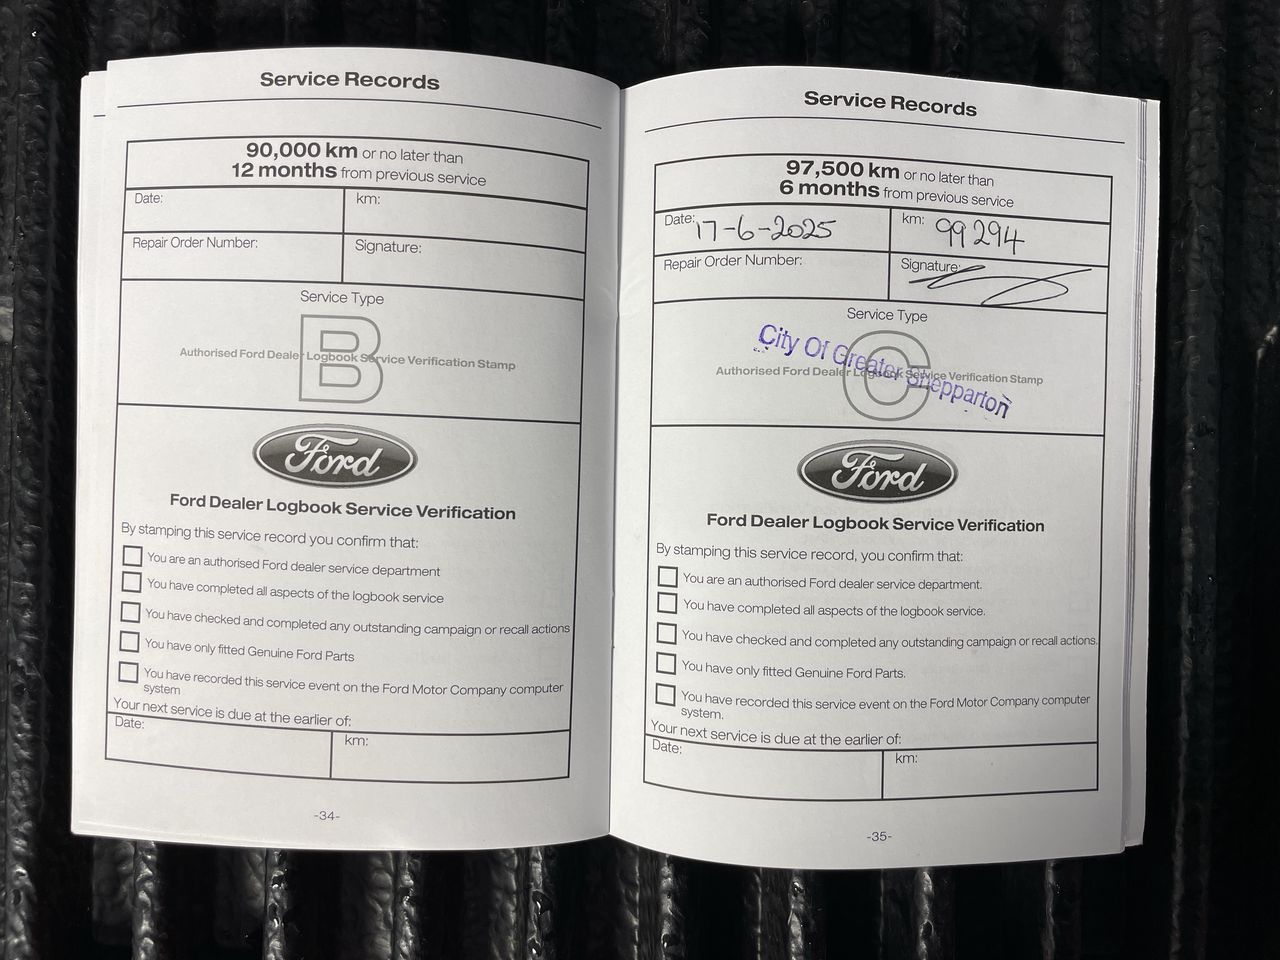 Service Records
90,000 km or no later than
12 months from previous service
Date:
km:
Repair Order Number:
Signature:
Service Type
B
Authorised Ford Dealer Logbook Service Verification Stamp
Ford
Ford Dealer Logbook Service Verification
By stamping this service record you confirm that:
You are an authorised Ford dealer service department
You have completed all aspects of the logbook service
You have checked and completed any outstanding campaign or recall actions
You have only fitted Genuine Ford Parts
You have recorded this service event on the Ford Motor Company computer
system
Your next service is due at the earlier of:
Date:
km:
-34-
Service Records
97,500 km or no later than
6 months from previous service
Date: 17-6-2025
km: 99294
Repair Order Number:
Signature:
Service Type
C
City Of Greater Shepparton
Authorised Ford Dealer Logbook Service Verification Stamp
Ford
Ford Dealer Logbook Service Verification
By stamping this service record, you confirm that:
You are an authorised Ford dealer service department.
You have completed all aspects of the logbook service.
You have checked and completed any outstanding campaign or recall actions.
You have only fitted Genuine Ford Parts.
You have recorded this service event on the Ford Motor Company computer
system.
Your next service is due at the earlier of:
Date:
km:
-35-